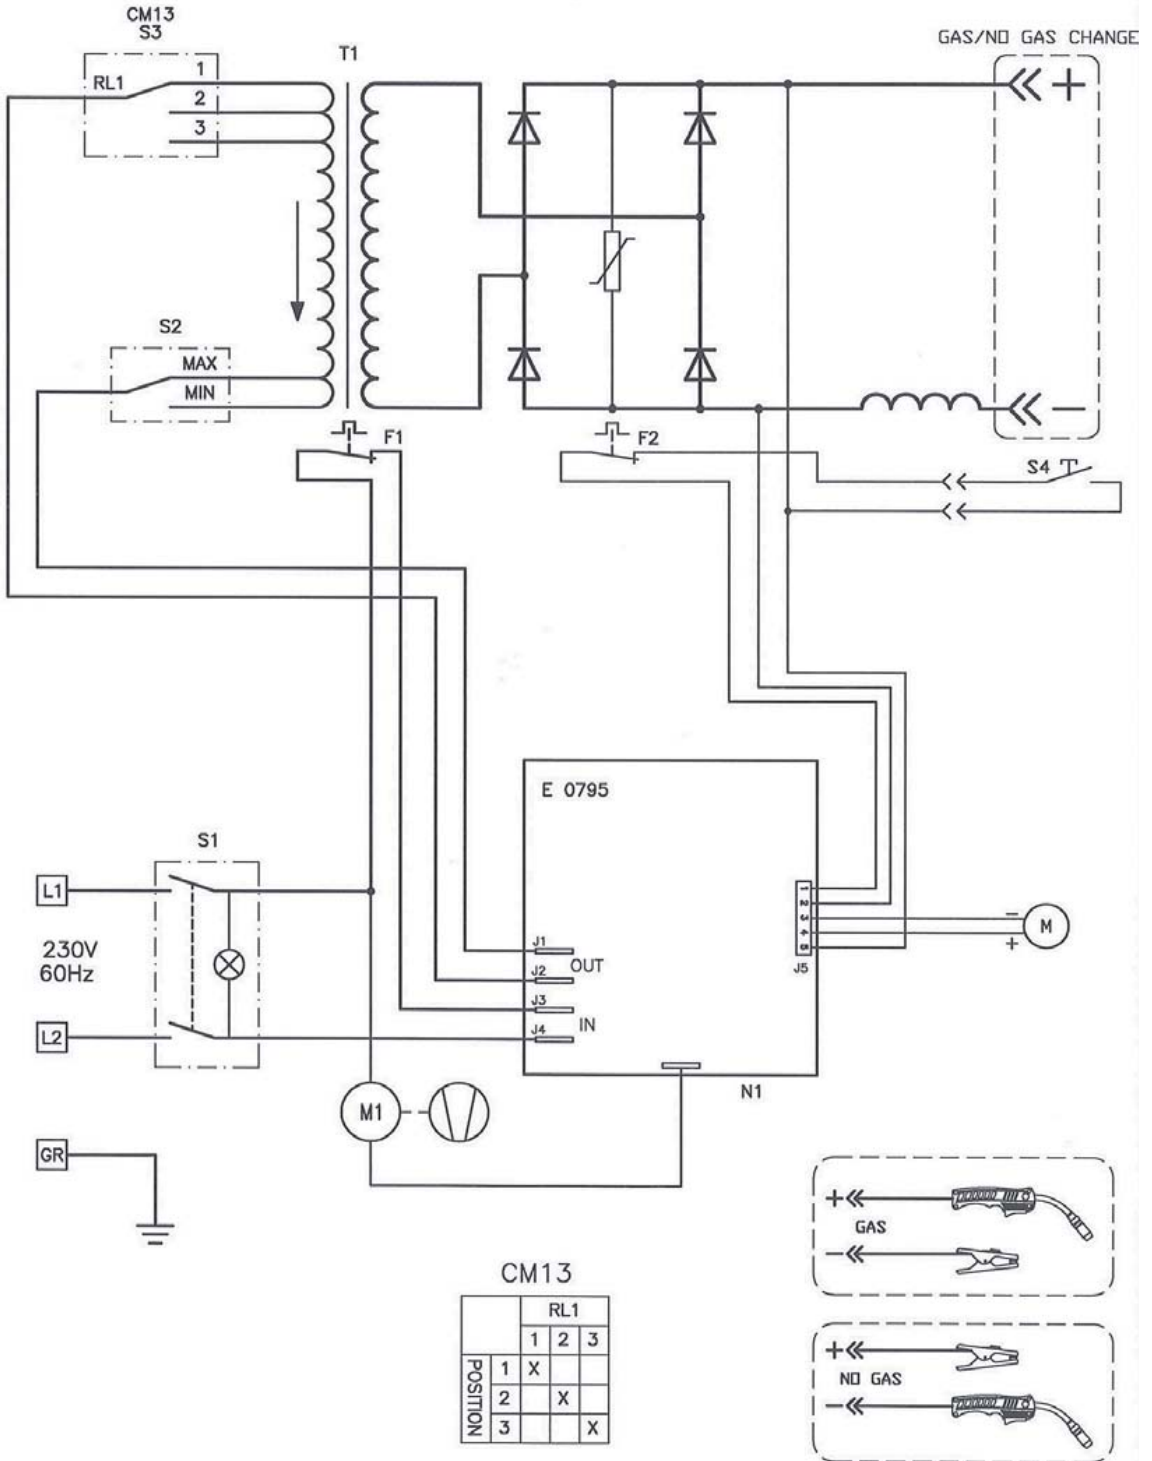 CM13
S3
GAS/NO GAS CHANGE
T1
RL1
1
2
3
+
S2
MAX
MIN
F1
F2
S4
−
E 0795
S1
L1
230V
60Hz
L2
GR
J1
OUT
J2
J3
IN
J4
1
2
3
4
5
J5
−
M
+
M1
N1
+
GAS
−
+
NO GAS
−
CM13
RL1
1 2 3
POSITION
1 X
2 X
3 X